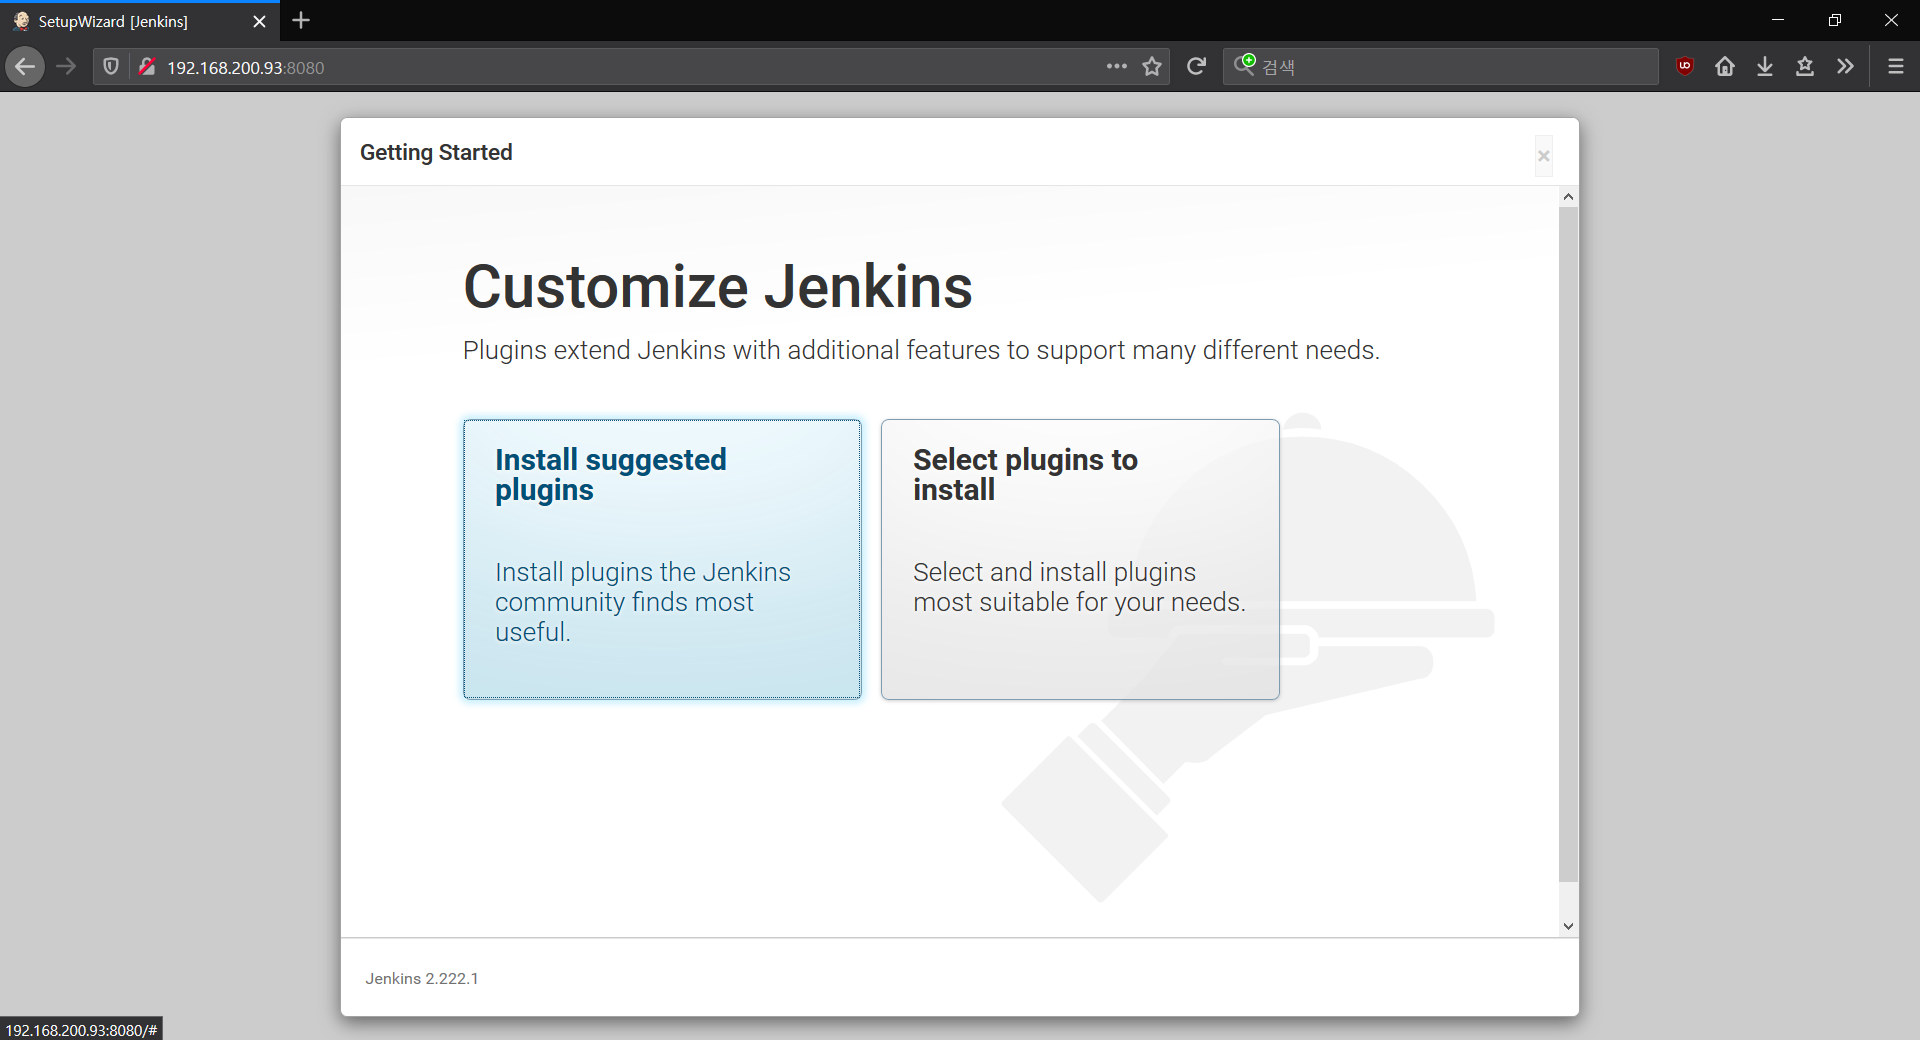 SetupWizard [Jenkins]
192.168.200.93:8080
검색
Getting Started
Customize Jenkins
Plugins extend Jenkins with additional features to support many different needs.
Install suggested
plugins
Install plugins the Jenkins
community finds most
useful.
Select plugins to
install
Select and install plugins
most suitable for your needs.
Jenkins 2.222.1
192.168.200.93:8080/#